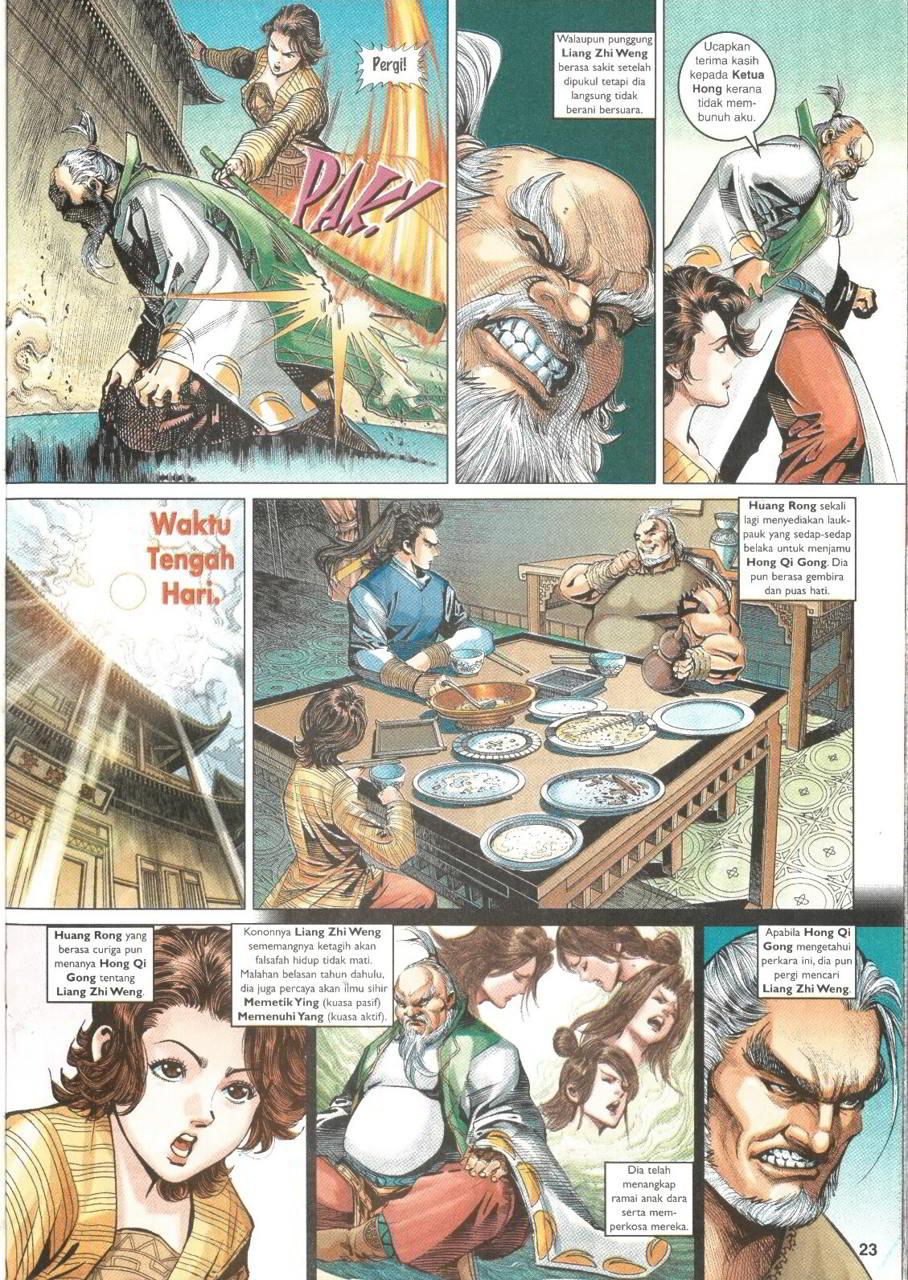 Pergi!
PAK!
Walaupun punggung
Liang Zhi Weng
berasa sakit setelah
dipukul tetapi dia
langsung tidak
berani bersuara.
Ucapkan
terima kasih
kepada Ketua
Hong kerana
tidak mem-
bunuh aku.
Waktu
Tengah
Hari.
Huang Rong sekali
lagi menyediakan lauk-
pauk yang sedap-sedap
belaka untuk menjamu
Hong Qi Gong. Dia
pun berasa gembira
dan puas hati.
Huang Rong yang
berasa curiga pun
menanya Hong Qi
Gong tentang
Liang Zhi Weng.
Kononnya Liang Zhi Weng
sememangnya ketagih akan
falsafah hidup tidak mati.
Malahan belasan tahun dahulu,
dia juga percaya akan ilmu sihir
Memetik Ying (kuasa pasif)
Memenuhi Yang (kuasa aktif).
Dia telah
menangkap
ramai anak dara
serta mem-
perkosa mereka.
Apabila Hong Qi
Gong mengetahui
perkara ini, dia pun
pergi mencari
Liang Zhi Weng.
23